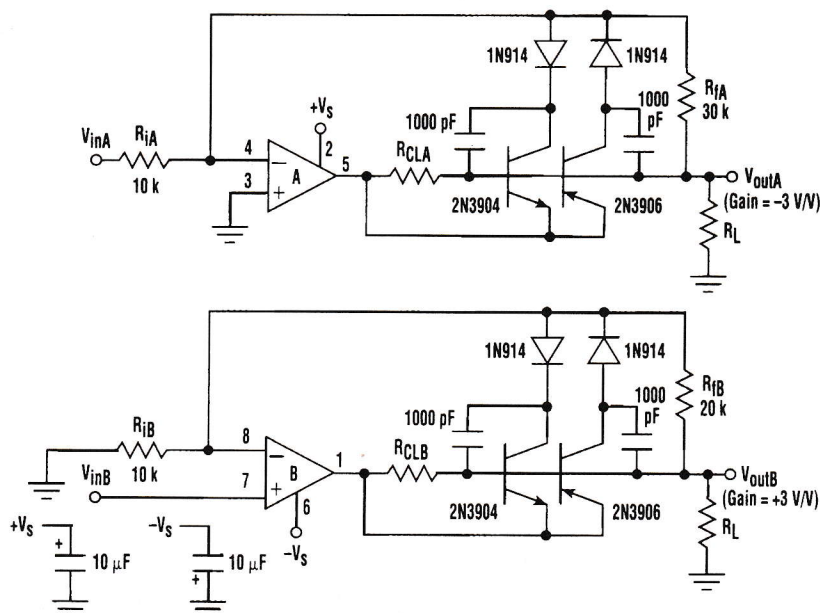 1N914
1N914
R_fA
30 k
+V_S
1000 pF
1000
pF
V_inA
R_iA
10 k
4
2
R_CLA
5
A
3
V_outA
(Gain = –3 V/V)
2N3904
2N3906
R_L
1N914
1N914
R_fB
20 k
1000 pF
1000
pF
R_iB
10 k
8
R_CLB
1
B
V_inB
7
6
V_outB
(Gain = +3 V/V)
2N3904
2N3906
R_L
–V_S
+V_S
+
10 µF
–V_S
+
10 µF